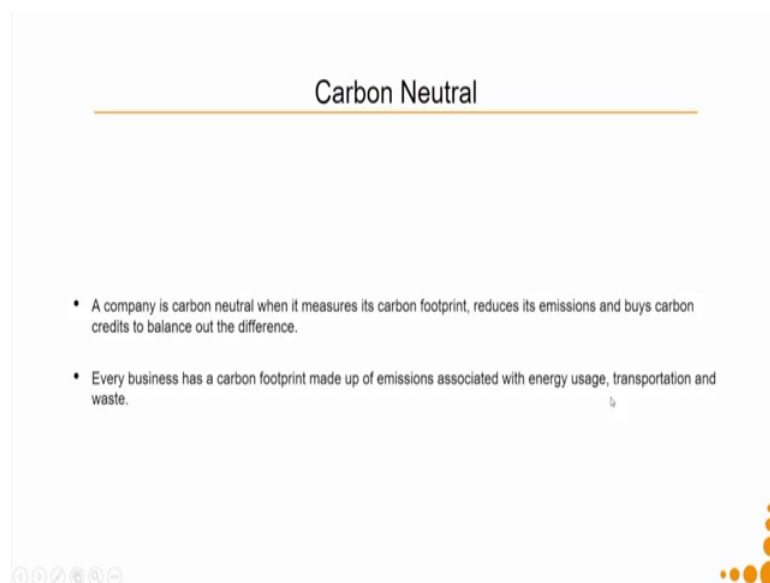 Carbon Neutral
• A company is carbon neutral when it measures its carbon footprint, reduces its emissions and buys carbon
credits to balance out the difference.
• Every business has a carbon footprint made up of emissions associated with energy usage, transportation and
waste.